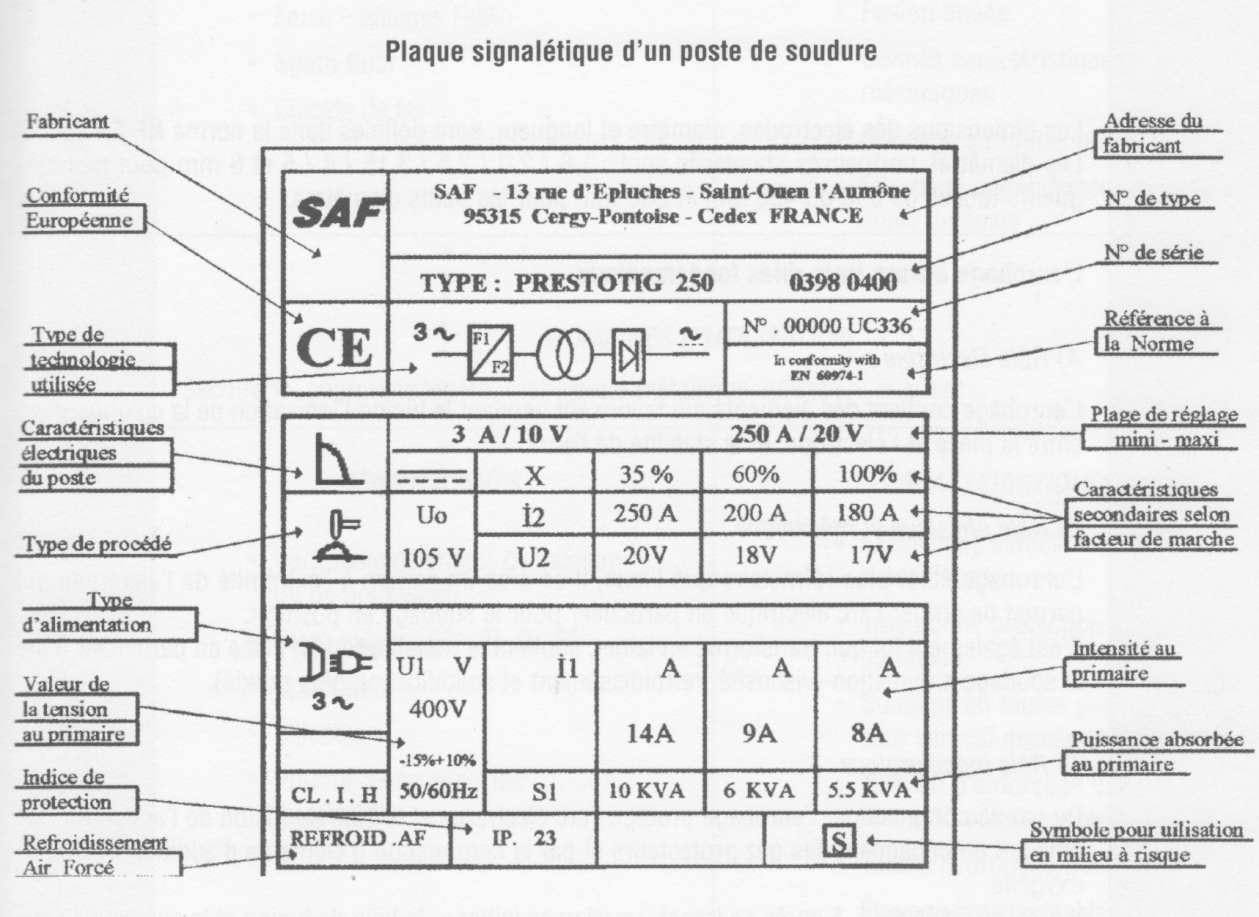 Plaque signalétique d'un poste de soudure
Fabricant
Conformité
Européenne
Type de
technologie
utilisée
Caractéristiques
électriques
du poste
Type de procédé
Type
d'alimentation
Valeur de
la tension
au primaire
Indice de
protection
Refroidissement
Air Forcé
SAF
SAF - 13 rue d'Epluches - Saint-Ouen l'Aumône
95315 Cergy-Pontoise - Cedex FRANCE
TYPE : PRESTOTIG 250 0398 0400
CE
3 ~ F1 F2
N° : 00000 UC336
In conformity with
EN 60974-1
3 A / 10 V 250 A / 20 V
X 35 % 60% 100%
Uo i2 250 A 200 A 180 A
105 V U2 20V 18V 17V
U1 V i1 A A A
3 ~ 400V
14A 9A 8A
-15%+10%
CL . I . H 50/60Hz S1 10 KVA 6 KVA 5.5 KVA
REFROID .AF IP. 23 S
Adresse du
fabricant
N° de type
N° de série
Référence à
la Norme
Plage de réglage
mini - maxi
Caractéristiques
secondaires selon
facteur de marche
Intensité au
primaire
Puissance absorbée
au primaire
Symbole pour uilisation
en milieu à risque